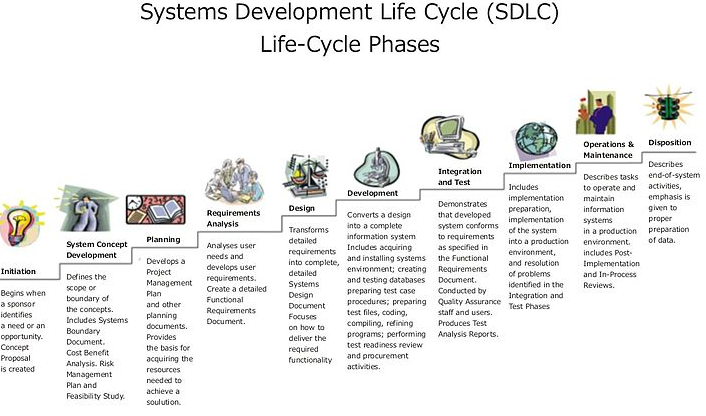 Systems Development Life Cycle (SDLC)
Life-Cycle Phases
Initiation
Begins when
a sponsor
identifies
a need or an
opportunity.
Concept
Proposal
is created
System Concept
Development
Defines the
scope or
boundary of
the concepts.
Includes Systems
Boundary
Document.
Cost Benefit
Analysis. Risk
Management
Plan and
Feasibility Study.
Planning
Develops a
Project
Management
Plan
and other
planning
documents.
Provides
the basis for
acquiring the
resources
needed to
achieve a
soulution.
Requirements
Analysis
Analyses user
needs and
develops user
requirements.
Create a detailed
Functional
Requirements
Document.
Design
Transforms
detailed
requirements
into complete,
detailed
Systems
Design
Document
Focuses
on how to
deliver the
required
functionality
Development
Converts a design
into a complete
information system
Includes acquiring
and installing systems
environment; creating
and testing databases
preparing test case
procedures; preparing
test files, coding,
compiling, refining
programs; performing
test readiness review
and procurement
activities.
Integration
and Test
Demonstrates
that developed
system conforms
to requirements
as specified in
the Functional
Requirements
Document.
Conducted by
Quality Assurance
staff and users.
Produces Test
Analysis Reports.
Implementation
Includes
implementation
preparation,
implementation
of the system
into a production
environment,
and resolution
of problems
identified in the
Integration and
Test Phases
Operations &
Maintenance
Describes tasks
to operate and
maintain
information
systems
in a production
environment.
includes Post-
Implementation
and In-Process
Reviews.
Disposition
Describes
end-of-system
activities,
emphasis is
given to
proper
preparation
of data.